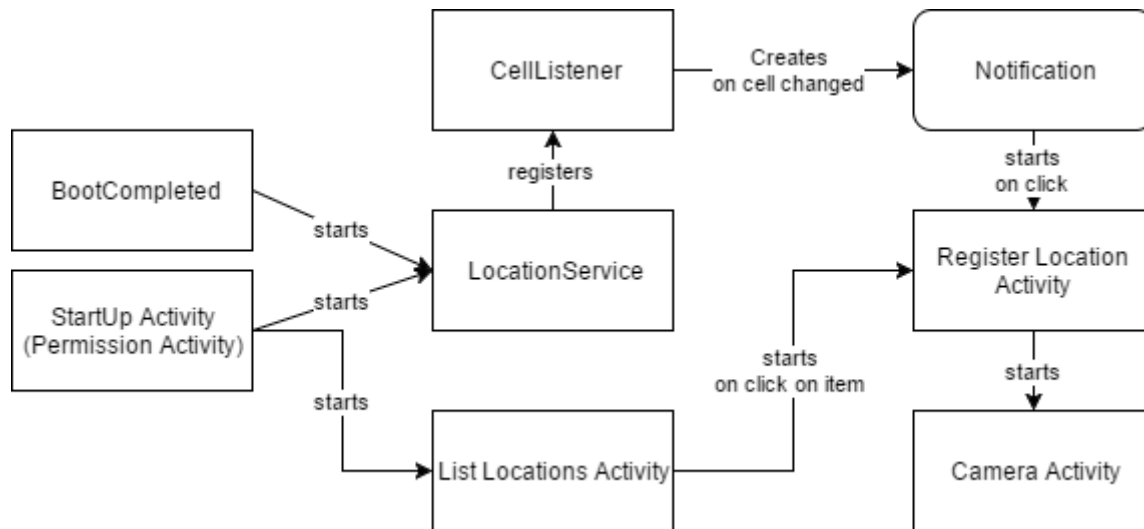 CellListener
Creates
on cell changed
Notification
BootCompleted
starts
registers
starts
on click
StartUp Activity
(Permission Activity)
starts
LocationService
Register Location
Activity
starts
starts
on click on item
starts
List Locations Activity
Camera Activity